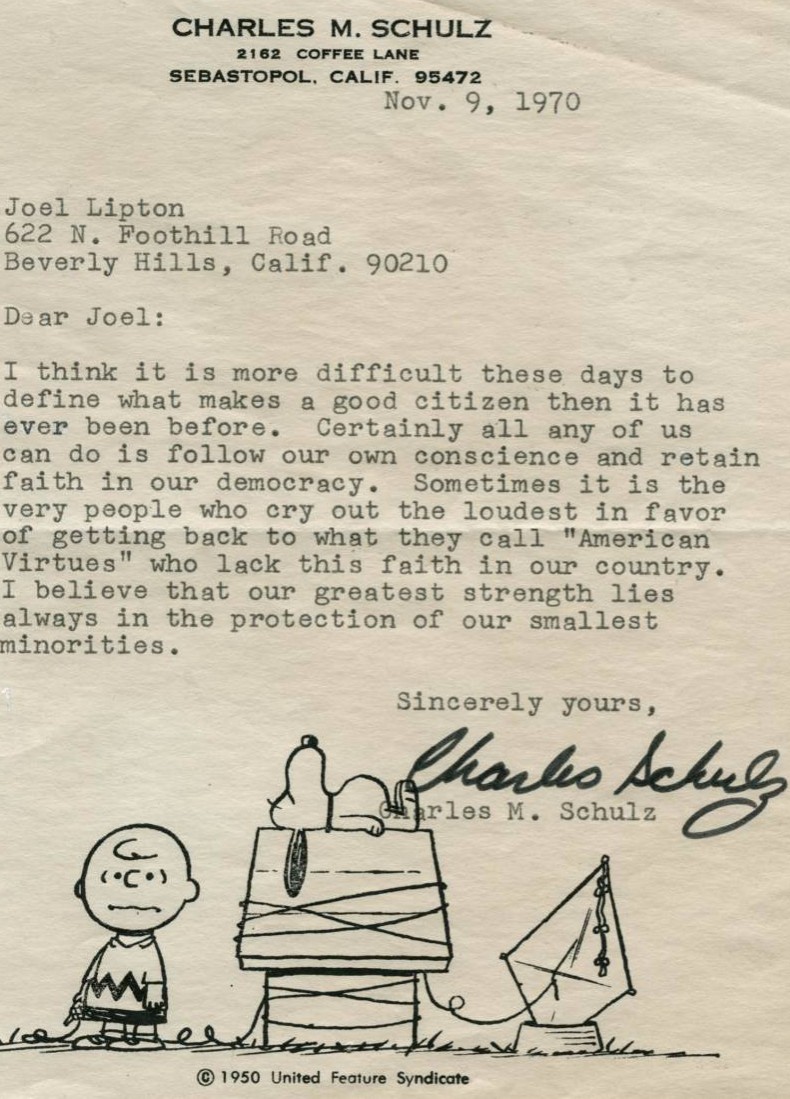 CHARLES M. SCHULZ
2162 COFFEE LANE
SEBASTOPOL, CALIF. 95472
Nov. 9, 1970
Joel Lipton
622 N. Foothill Road
Beverly Hills, Calif. 90210
Dear Joel:
I think it is more difficult these days to
define what makes a good citizen then it has
ever been before.  Certainly all any of us
can do is follow our own conscience and retain
faith in our democracy.  Sometimes it is the
very people who cry out the loudest in favor
of getting back to what they call "American
Virtues" who lack this faith in our country.
I believe that our greatest strength lies
always in the protection of our smallest
minorities.
Sincerely yours,
Charles Schulz
Charles M. Schulz
© 1950 United Feature Syndicate